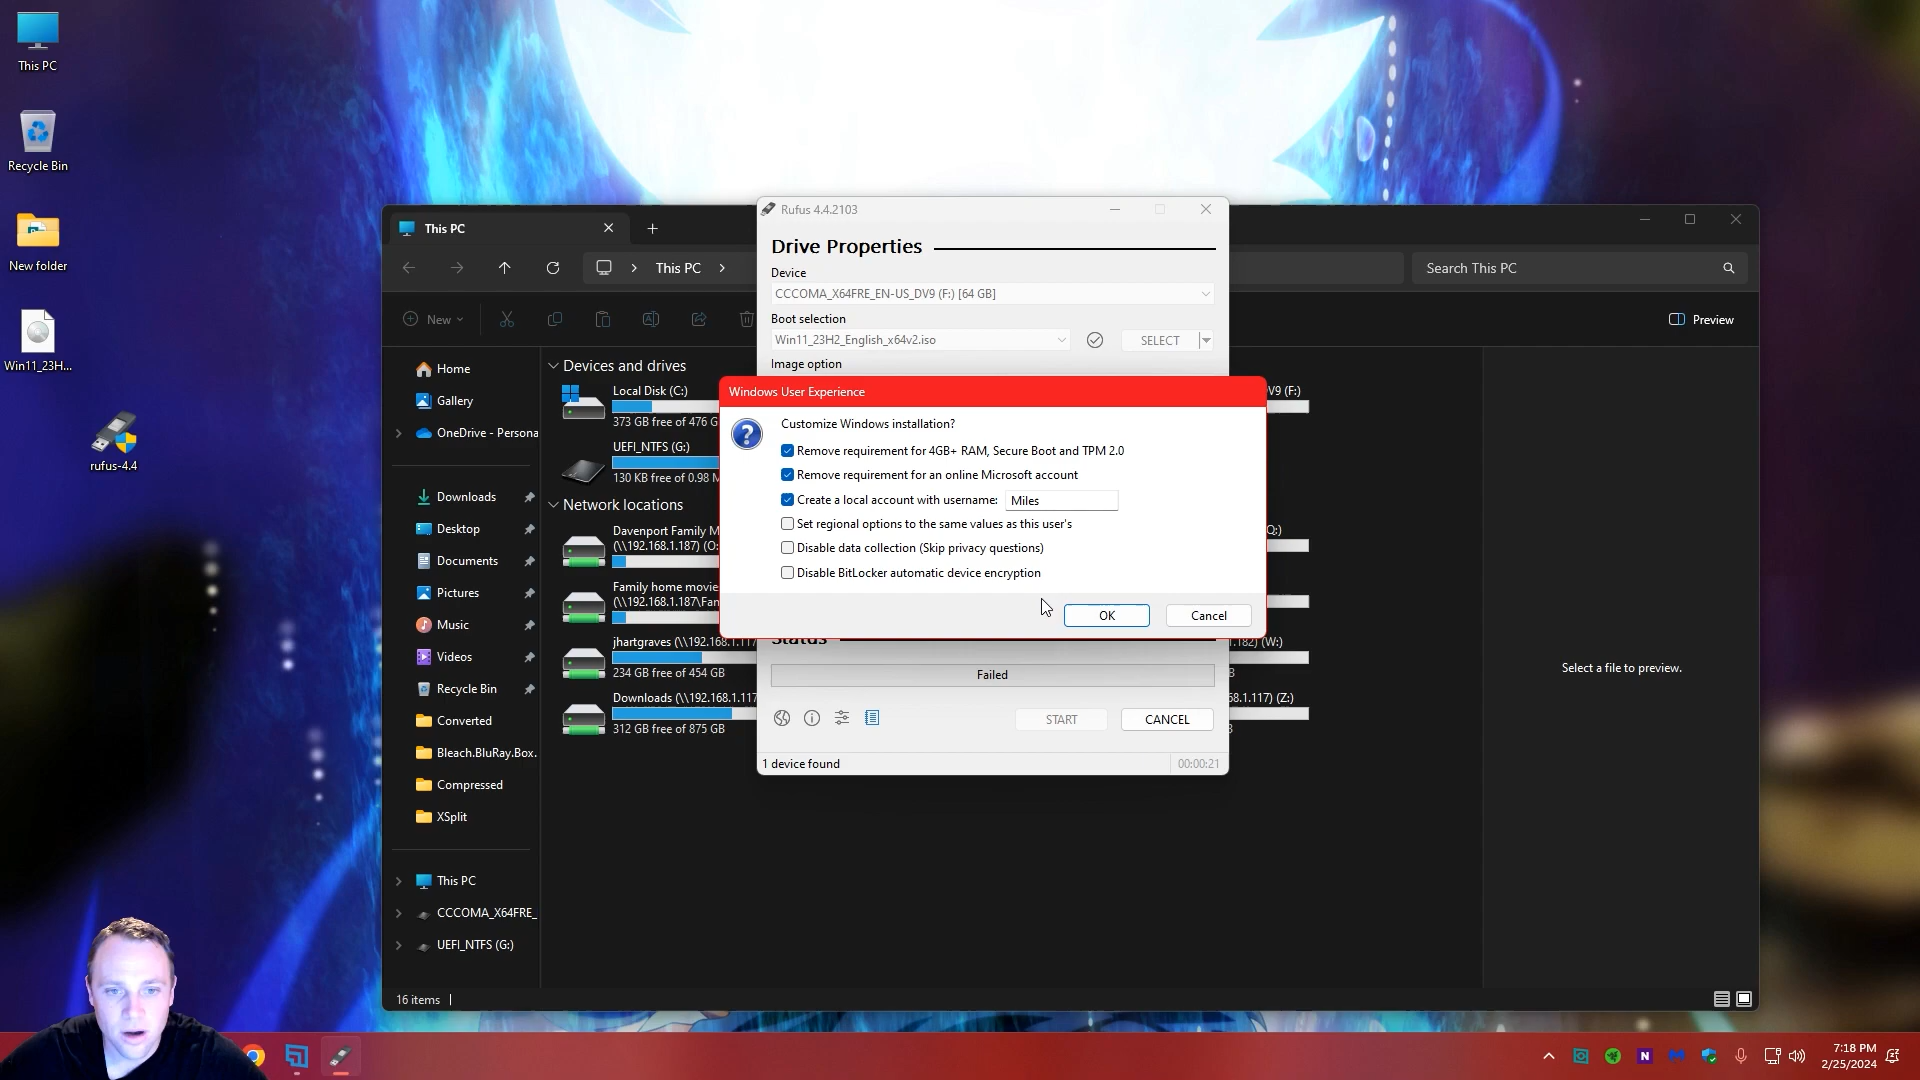 This PC
Recycle Bin
New folder
Win11_23H...
rufus-4.4
This PC
This PC
Search This PC
New
Preview
Home
Gallery
OneDrive - Persona
Downloads
Desktop
Documents
Pictures
Music
Videos
Recycle Bin
Converted
Bleach.BluRay.Box.
Compressed
XSplit
This PC
CCCOMA_X64FRE_
UEFI_NTFS (G:)
16 items
Devices and drives
Local Disk (C:)
373 GB free of 476 G
UEFI_NTFS (G:)
130 KB free of 0.98 M
Network locations
Davenport Family M
(\\192.168.1.187) (O:
Family home movie
(\\192.168.1.187\Fam
jhartgraves (\\192.168.1.117
234 GB free of 454 GB
Downloads (\\192.168.1.117
312 GB free of 875 GB
V9 (F:)
Q:)
1.182) (W:)
68.1.117) (Z:)
Select a file to preview.
Rufus 4.4.2103
Drive Properties
Device
CCCOMA_X64FRE_EN-US_DV9 (F:) [64 GB]
Boot selection
Win11_23H2_English_x64v2.iso
SELECT
Image option
Windows User Experience
Customize Windows installation?
Remove requirement for 4GB+ RAM, Secure Boot and TPM 2.0
Remove requirement for an online Microsoft account
Create a local account with username: Miles
Set regional options to the same values as this user's
Disable data collection (Skip privacy questions)
Disable BitLocker automatic device encryption
OK
Cancel
Status
Failed
START
CANCEL
1 device found
00:00:21
7:18 PM
2/25/2024